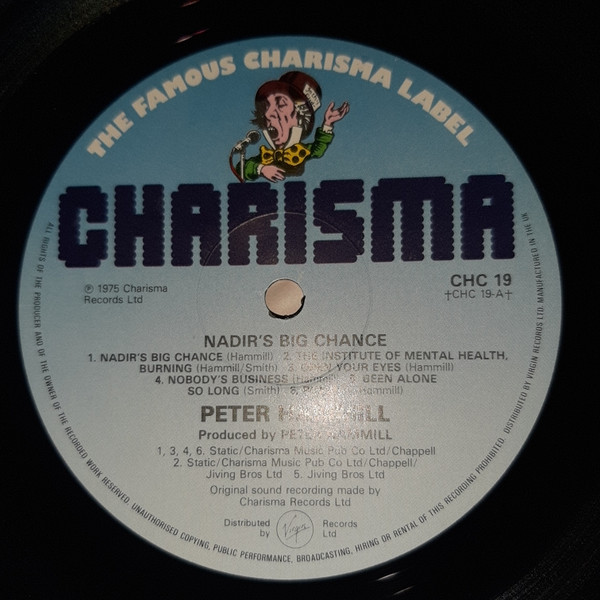 THE FAMOUS CHARISMA LABEL
CHARISMA
℗ 1975 Charisma
Records Ltd
CHC 19
†CHC 19-A†
NADIR'S BIG CHANCE
1. NADIR'S BIG CHANCE (Hammill) 2. THE INSTITUTE OF MENTAL HEALTH,
BURNING (Hammill/Smith) 3. OPEN YOUR EYES (Hammill)
4. NOBODY'S BUSINESS (Hammill) 5. BEEN ALONE
SO LONG (Smith) 6. (Hammill)
PETER HAMMILL
Produced by PETER HAMMILL
1, 3, 4, 6. Static/Charisma Music Pub Co Ltd/Chappell
2. Static/Charisma Music Pub Co Ltd/Chappell/
Jiving Bros Ltd 5. Jiving Bros Ltd
Original sound recording made by
Charisma Records Ltd
Distributed by Virgin Records Ltd
ALL RIGHTS OF THE PRODUCER AND OF THE OWNER OF THE RECORDED WORK RESERVED. UNAUTHORISED COPYING, PUBLIC PERFORMANCE, BROADCASTING, HIRING OR RENTAL OF THIS RECORDING PROHIBITED. DISTRIBUTED BY VIRGIN RECORDS LTD. MANUFACTURED IN THE UK